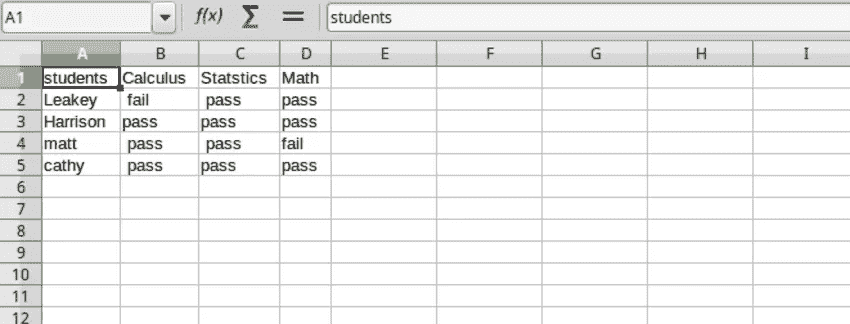 A1 f(x) Σ = students
A B C D E F G H I
1 students Calculus Statstics Math
2 Leakey fail pass pass
3 Harrison pass pass pass
4 matt pass pass fail
5 cathy pass pass pass
6
7
8
9
10
11
12